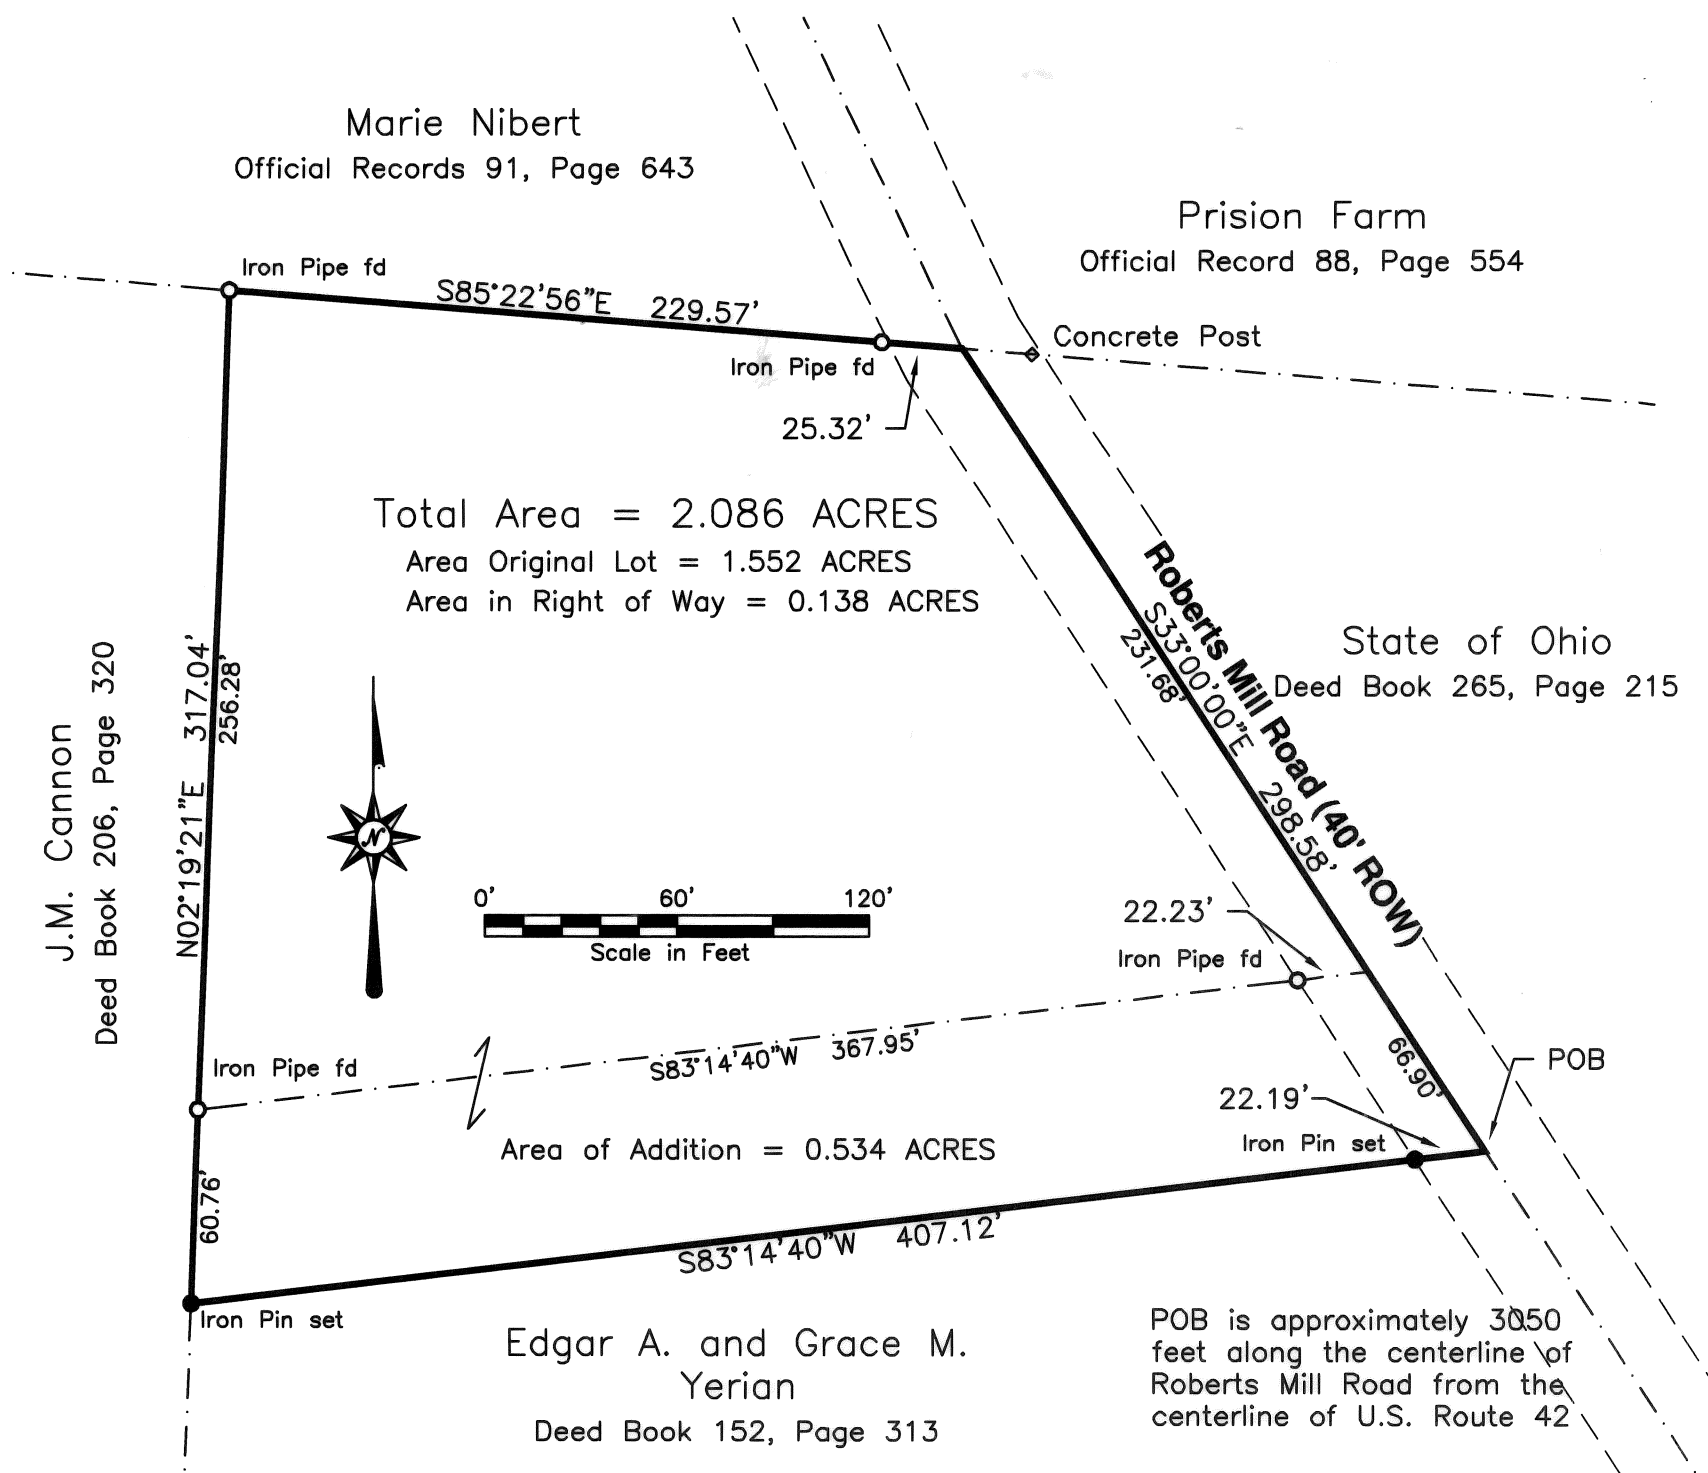 Marie Nibert
Official Records 91, Page 643
Prision Farm
Official Record 88, Page 554
Iron Pipe fd
S85°22'56"E 229.57'
Concrete Post
Iron Pipe fd
25.32'
Total Area = 2.086 ACRES
Area Original Lot = 1.552 ACRES
Area in Right of Way = 0.138 ACRES
Roberts Mill Road (40' ROW)
S33°00'00"E 298.58'
231.68'
State of Ohio
Deed Book 265, Page 215
J.M. Cannon
Deed Book 206, Page 320
N02°19'21"E 317.04'
256.28'
N
0' 60' 120'
Scale in Feet
22.23'
Iron Pipe fd
S83°14'40"W 367.95'
Iron Pipe fd
66.90'
POB
22.19'
Iron Pin set
Area of Addition = 0.534 ACRES
60.76'
S83°14'40"W 407.12'
Iron Pin set
Edgar A. and Grace M.
Yerian
Deed Book 152, Page 313
POB is approximately 3050
feet along the centerline of
Roberts Mill Road from the
centerline of U.S. Route 42